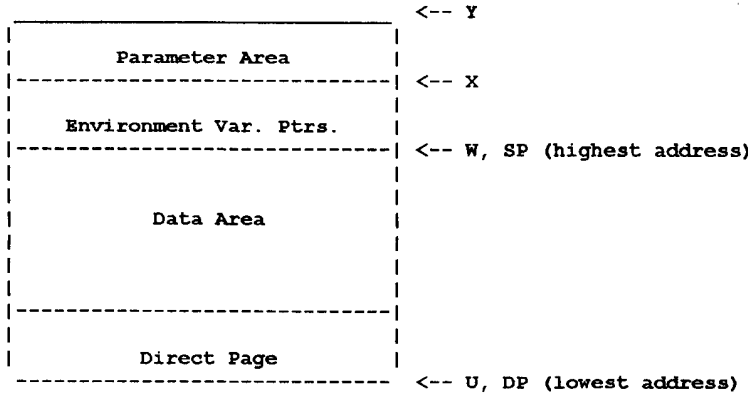 <-- Y
Parameter Area
<-- X
Environment Var. Ptrs.
<-- W, SP (highest address)
Data Area
Direct Page
<-- U, DP (lowest address)